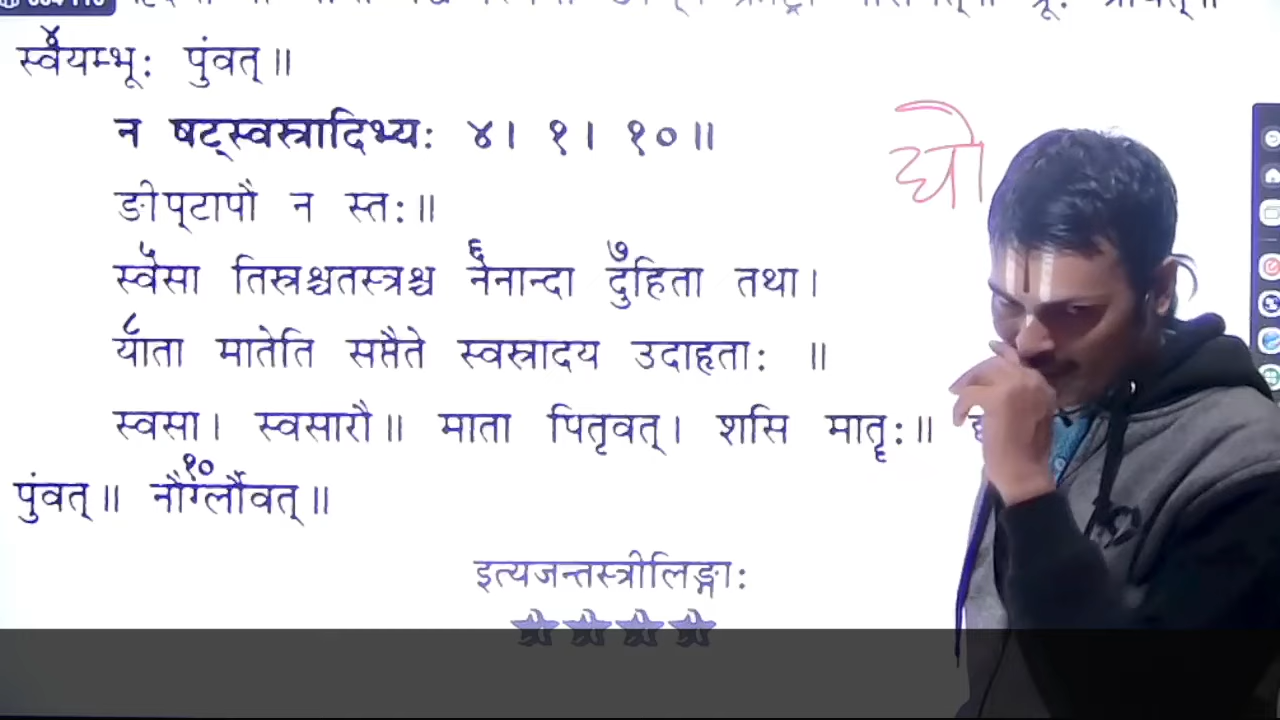 स्वयम्भूः पुंवत्॥
न षट्स्वस्रादिभ्यः ४। १। १०॥
ङीप्टापौ न स्तः॥
स्वसा तिस्रश्चतस्रश्च ननान्दा दुहिता तथा।
याता मातेति सप्तैते स्वस्रादय उदाहृताः ॥
स्वसा। स्वसारौ॥ माता पितृवत्। शसि मातॄः॥
पुंवत्॥ नौर्ग्लौवत्॥
इत्यजन्तस्त्रीलिङ्गाः